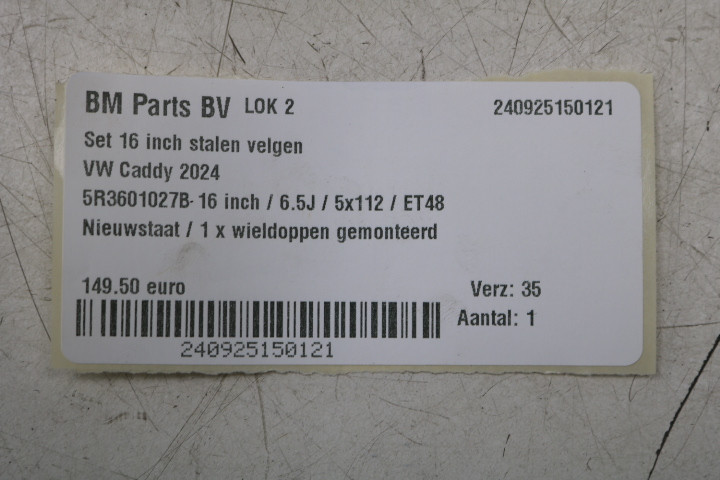 BM Parts BV LOK 2 240925150121
Set 16 inch stalen velgen
VW Caddy 2024
5R3601027B- 16 inch / 6.5J / 5x112 / ET48
Nieuwstaat / 1 x wieldoppen gemonteerd
149.50 euro Verz: 35
Aantal: 1
240925150121